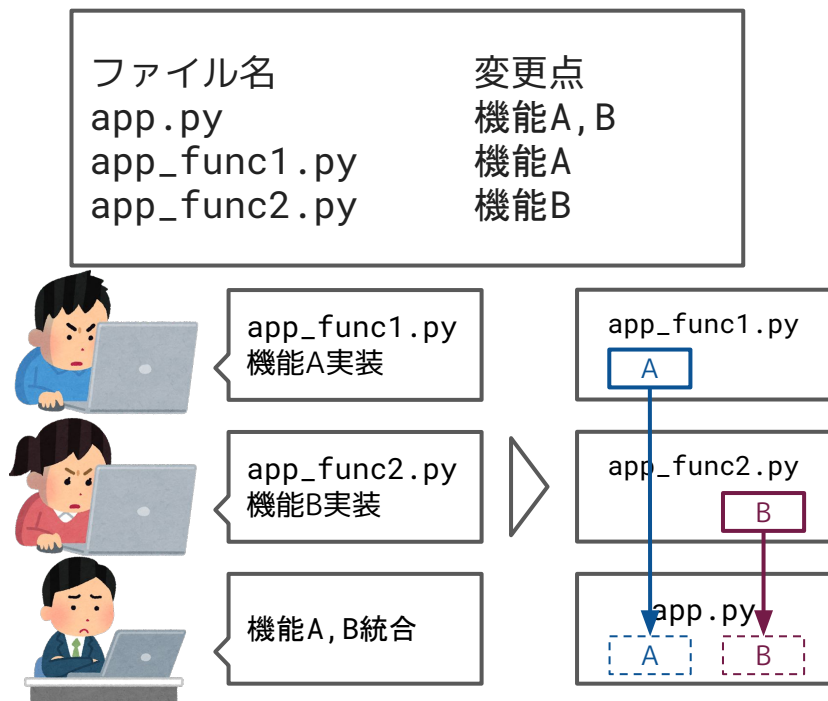 ファイル名 変更点
app.py 機能A,B
app_func1.py 機能A
app_func2.py 機能B
app_func1.py
機能A実装
app_func1.py
A
app_func2.py
機能B実装
app_func2.py
B
機能A,B統合
app.py
A B